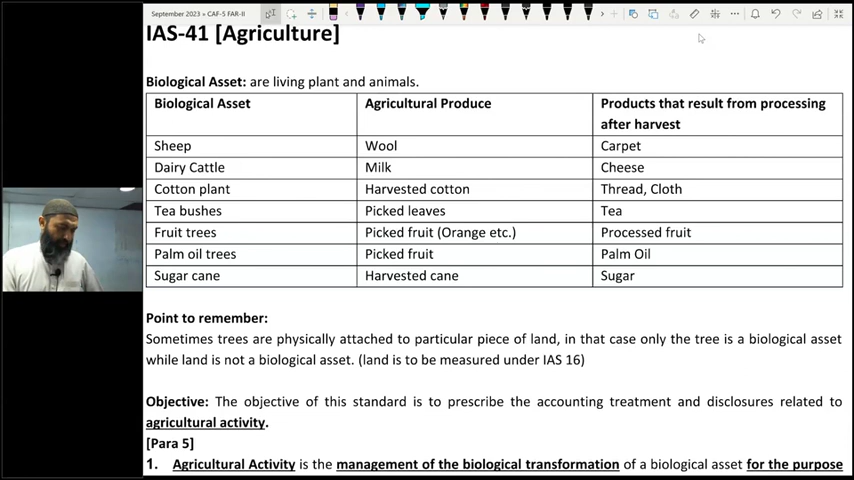 September 2023 » CAF-5 FAR-II
IAS-41 [Agriculture]
Biological Asset: are living plant and animals.
Biological Asset Agricultural Produce Products that result from processing
after harvest
Sheep Wool Carpet
Dairy Cattle Milk Cheese
Cotton plant Harvested cotton Thread, Cloth
Tea bushes Picked leaves Tea
Fruit trees Picked fruit (Orange etc.) Processed fruit
Palm oil trees Picked fruit Palm Oil
Sugar cane Harvested cane Sugar
Point to remember:
Sometimes trees are physically attached to particular piece of land, in that case only the tree is a biological asset
while land is not a biological asset. (land is to be measured under IAS 16)
Objective: The objective of this standard is to prescribe the accounting treatment and disclosures related to
agricultural activity.
[Para 5]
1. Agricultural Activity is the management of the biological transformation of a biological asset for the purpose